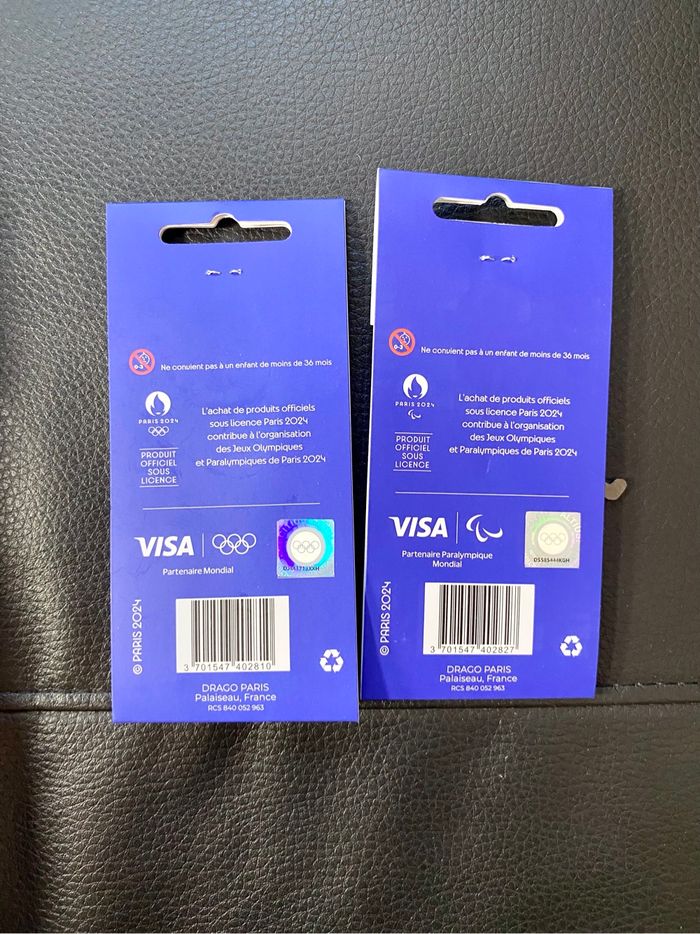 0-3
Ne convient pas à un enfant de moins de 36 mois
PARIS 2024
PRODUIT
OFFICIEL
SOUS
LICENCE
L'achat de produits officiels
sous licence Paris 2024
contribue à l'organisation
des Jeux Olympiques
et Paralympiques de Paris 2024
VISA
Partenaire Mondial
© PARIS 2024
3 701547 402810
DRAGO PARIS
Palaiseau, France
RCS 840 052 963
0-3
Ne convient pas à un enfant de moins de 36 mois
PARIS 2024
PRODUIT
OFFICIEL
SOUS
LICENCE
L'achat de produits officiels
sous licence Paris 2024
contribue à l'organisation
des Jeux Olympiques
et Paralympiques de Paris 2024
VISA
Partenaire Paralympique
Mondial
DS585444KGH
© PARIS 2024
3 701547 402827
DRAGO PARIS
Palaiseau, France
RCS 840 052 963